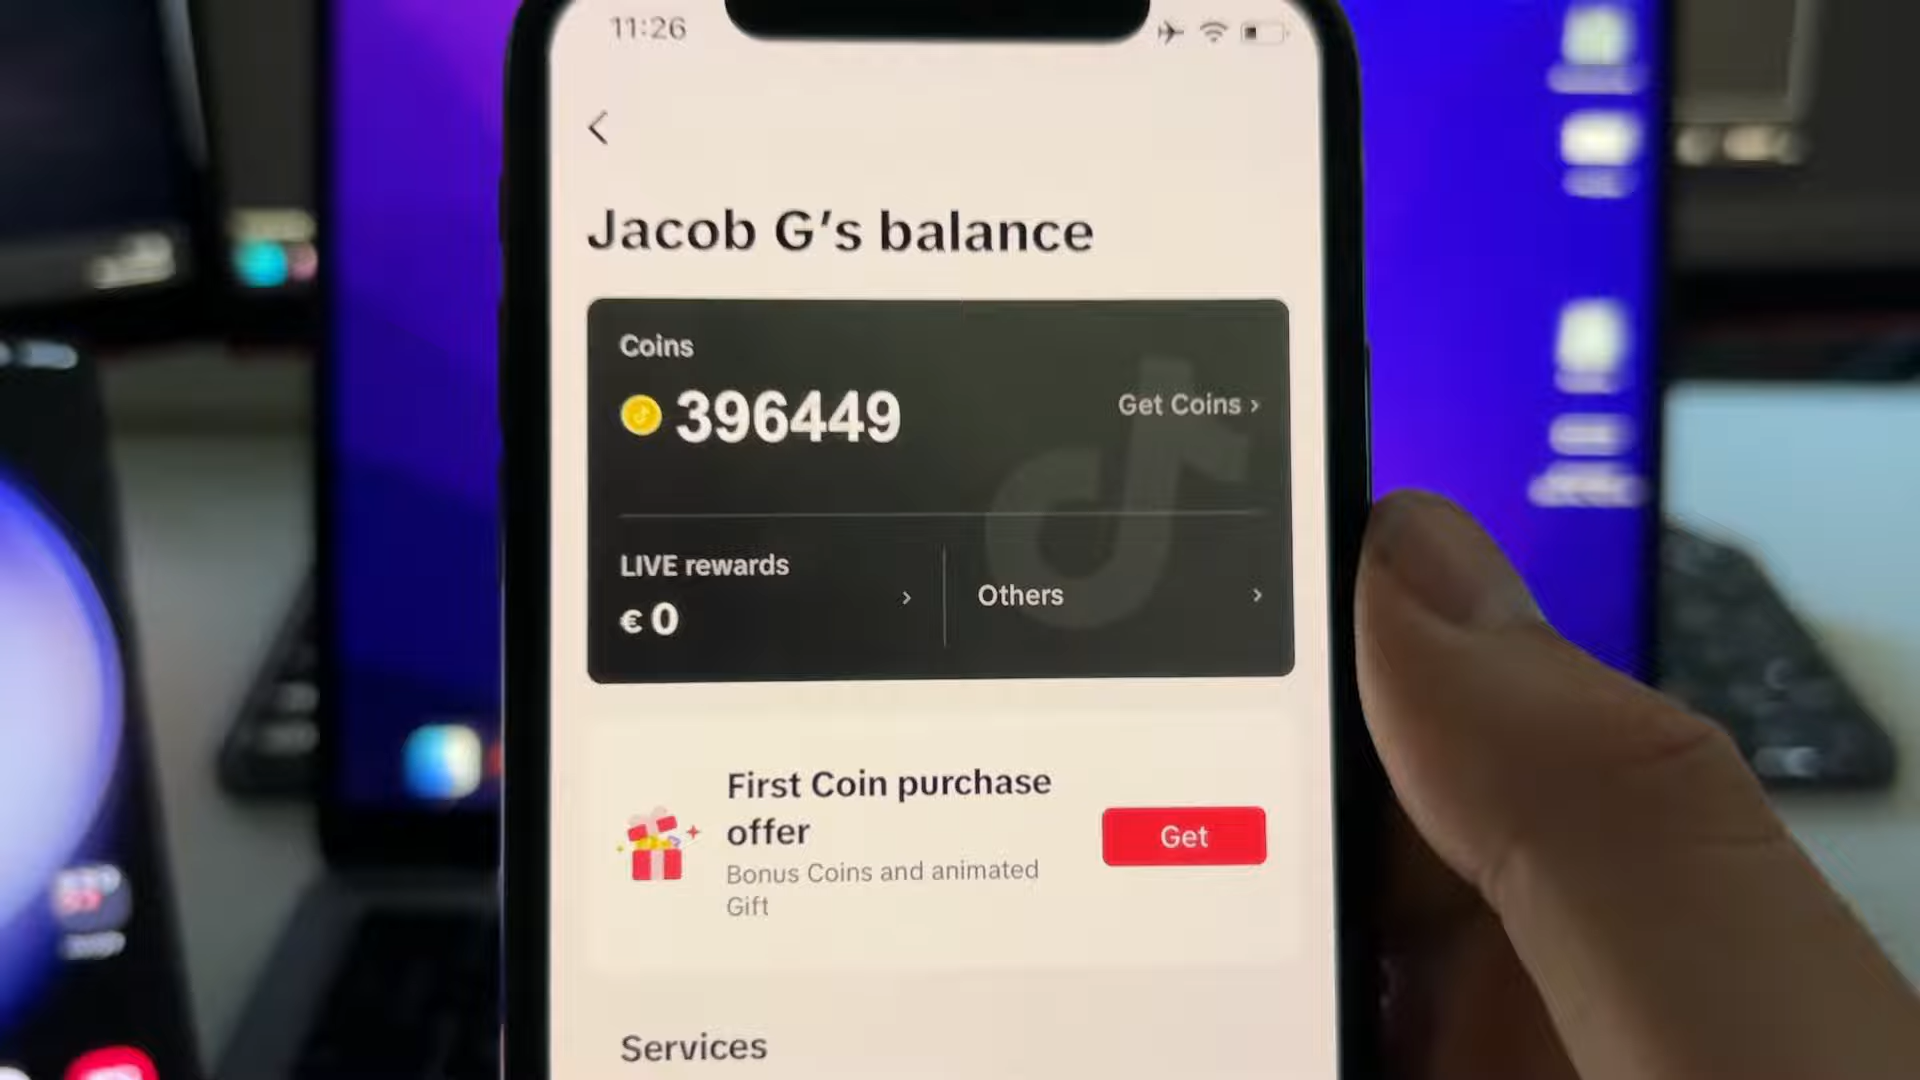 11:26
Jacob G's balance
Coins
396449
Get Coins ›
LIVE rewards
€ 0
Others
First Coin purchase
offer
Bonus Coins and animated
Gift
Get
Services